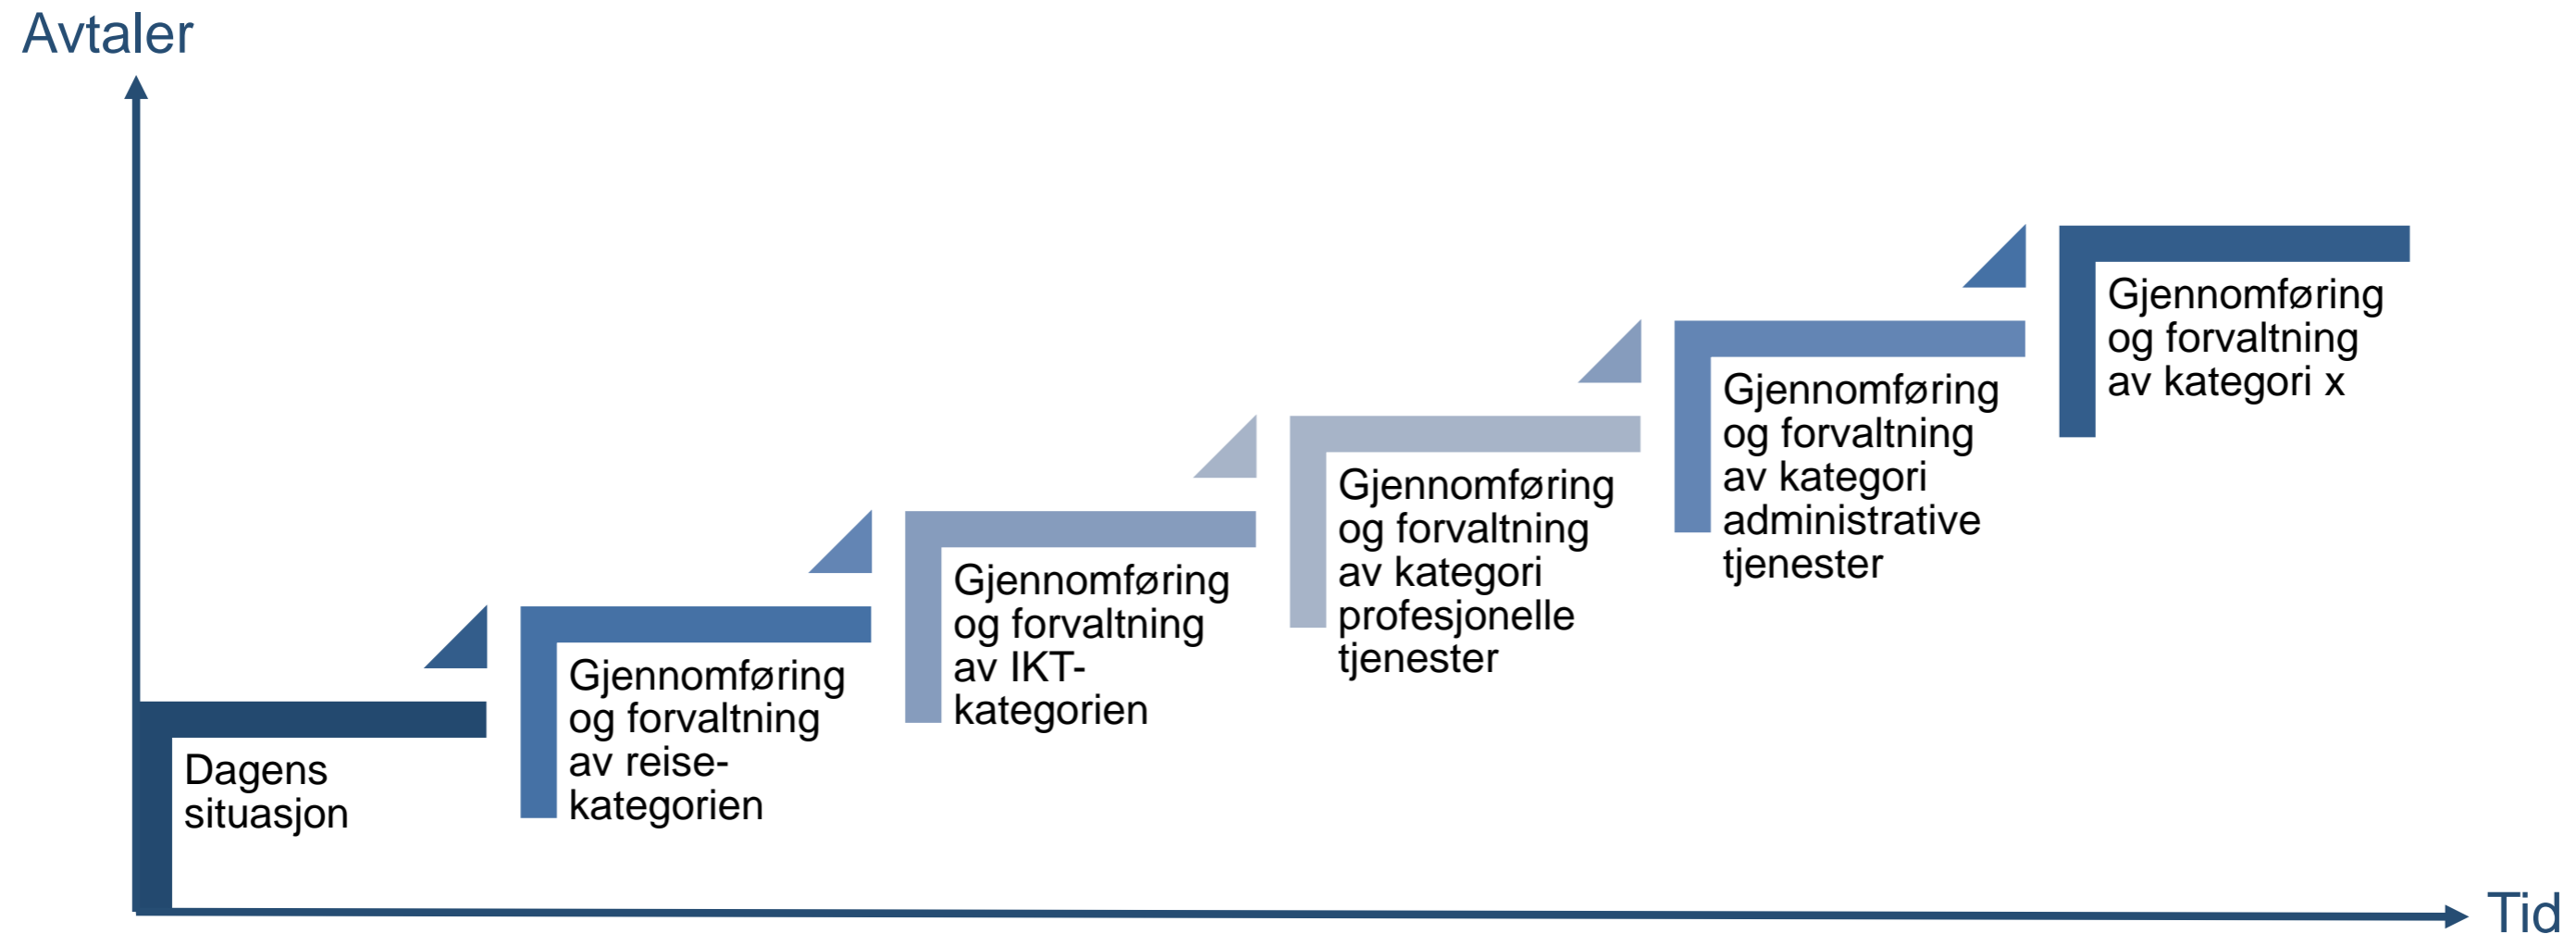 Avtaler
Dagens
situasjon
Gjennomføring
og forvaltning
av reise-
kategorien
Gjennomføring
og forvaltning
av IKT-
kategorien
Gjennomføring
og forvaltning
av kategori
profesjonelle
tjenester
Gjennomføring
og forvaltning
av kategori
administrative
tjenester
Gjennomføring
og forvaltning
av kategori x
Tid